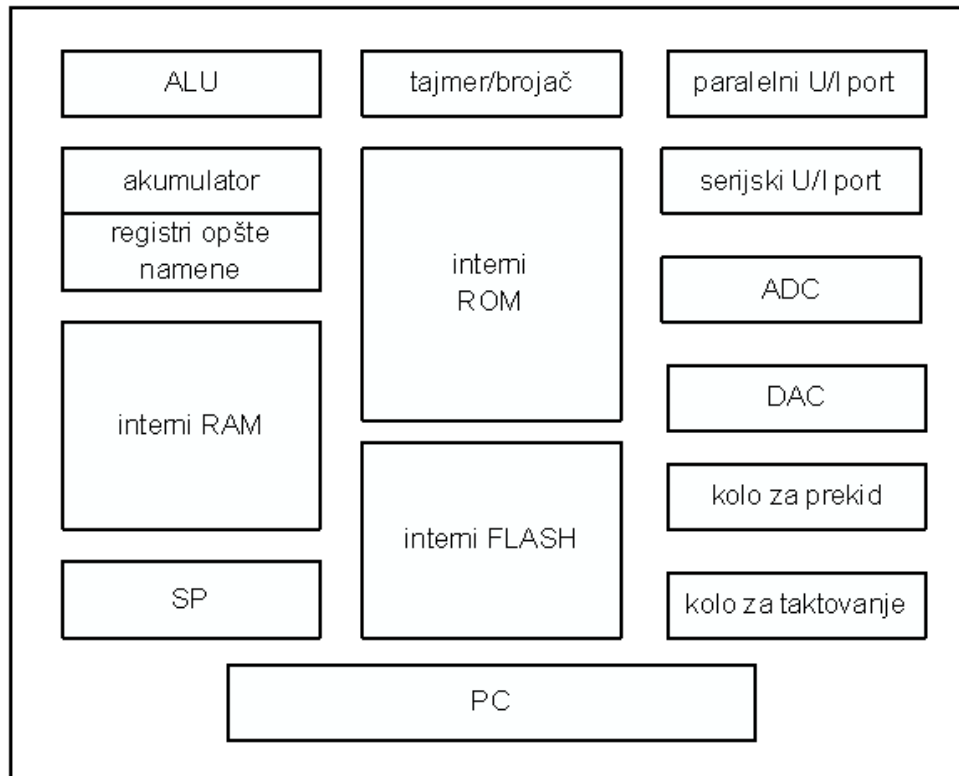 ALU
tajmer/brojač
paralelni U/I port
akumulator
registri opšte
namene
interni
ROM
serijski U/I port
ADC
interni RAM
DAC
interni FLASH
kolo za prekid
SP
kolo za taktovanje
PC